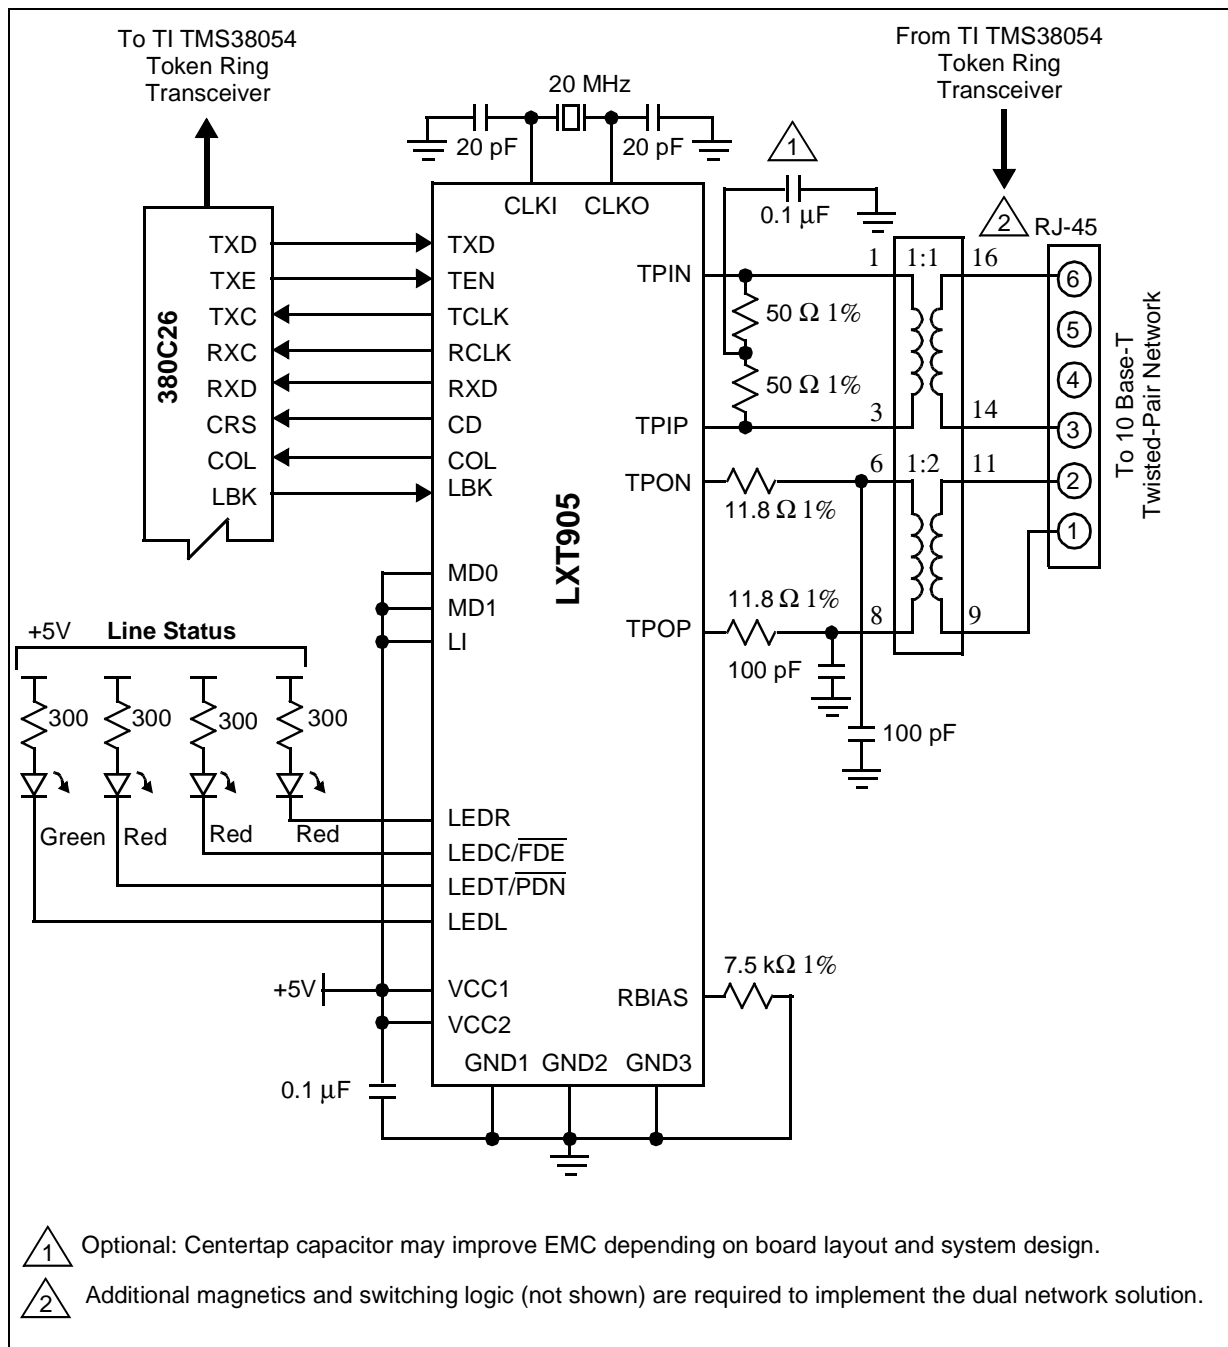 To TI TMS38054
Token Ring
Transceiver
From TI TMS38054
Token Ring
Transceiver
20 MHz
20 pF
20 pF
1
0.1 μF
2
RJ-45
CLKI
CLKO
380C26
TXD
TXE
TXC
RXC
RXD
CRS
COL
LBK
TXD
TEN
TCLK
RCLK
RXD
CD
COL
LBK
LXT905
MD0
MD1
LI
TPIN
TPIP
TPON
TPOP
50 Ω 1%
50 Ω 1%
11.8 Ω 1%
11.8 Ω 1%
100 pF
100 pF
1
1:1
16
3
14
6
1:2
11
8
9
6
5
4
3
2
1
To 10 Base-T
Twisted-Pair Network
+5V
Line Status
300
300
300
300
Green
Red
Red
Red
LEDR
LEDC/F̅D̅E̅
LEDT/P̅D̅N̅
LEDL
+5V
VCC1
VCC2
0.1 μF
GND1
GND2
GND3
RBIAS
7.5 kΩ 1%
1 Optional: Centertap capacitor may improve EMC depending on board layout and system design.
2 Additional magnetics and switching logic (not shown) are required to implement the dual network solution.